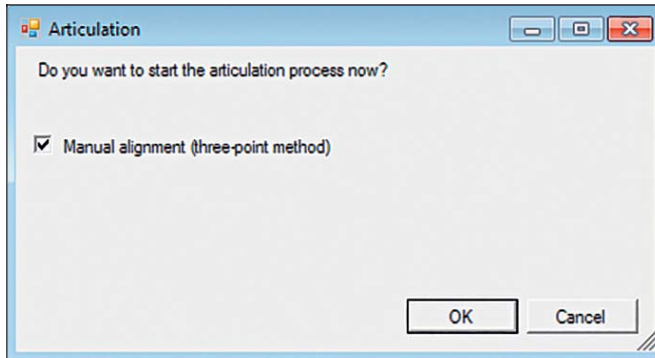 Articulation
Do you want to start the articulation process now?
Manual alignment (three-point method)
OK
Cancel